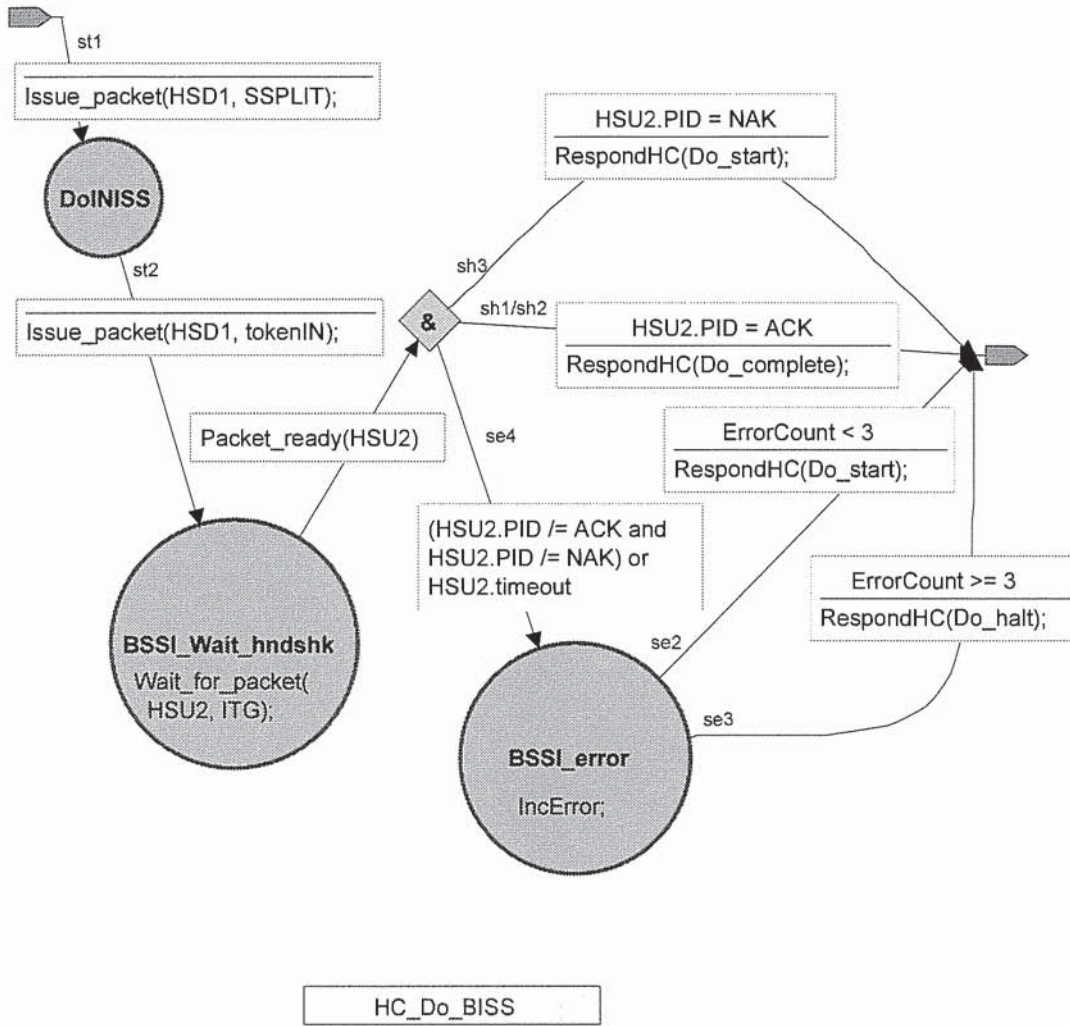 st1
Issue_packet(HSD1, SSPLIT);
DoINISS
st2
Issue_packet(HSD1, tokenIN);
HSU2.PID = NAK
RespondHC(Do_start);
sh3
sh1/sh2
&
HSU2.PID = ACK
RespondHC(Do_complete);
Packet_ready(HSU2)
se4
ErrorCount < 3
RespondHC(Do_start);
(HSU2.PID /= ACK and
HSU2.PID /= NAK) or
HSU2.timeout
ErrorCount >= 3
RespondHC(Do_halt);
BSSI_Wait_hndshk
Wait_for_packet(
HSU2, ITG);
se2
se3
BSSI_error
IncError;
HC_Do_BISS